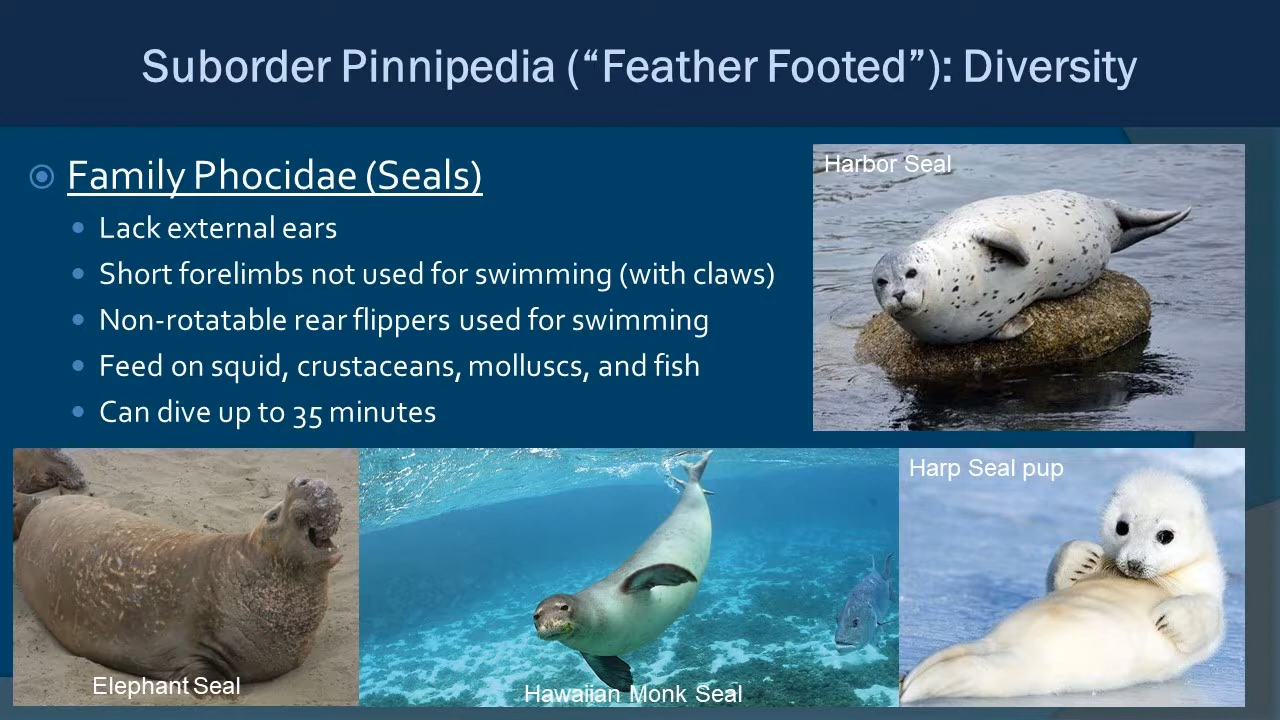 Suborder Pinnipedia (“Feather Footed”): Diversity
Family Phocidae (Seals)
Lack external ears
Short forelimbs not used for swimming (with claws)
Non-rotatable rear flippers used for swimming
Feed on squid, crustaceans, molluscs, and fish
Can dive up to 35 minutes
Harbor Seal
Elephant Seal
Hawaiian Monk Seal
Harp Seal pup